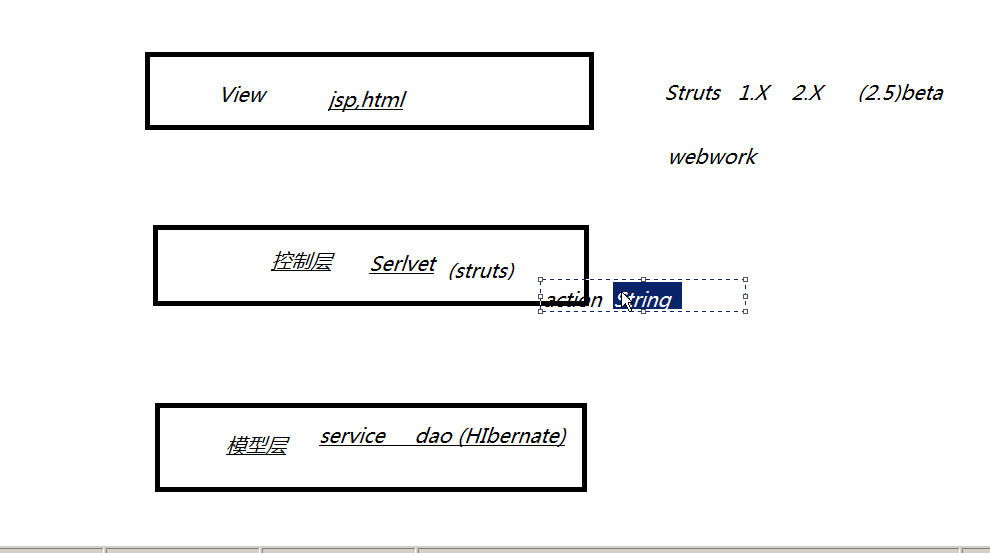 View jsp,html
Struts 1.X 2.X (2.5)beta
webwork
控制层 Serlvet (struts)
action String
模型层 service dao (HIbernate)